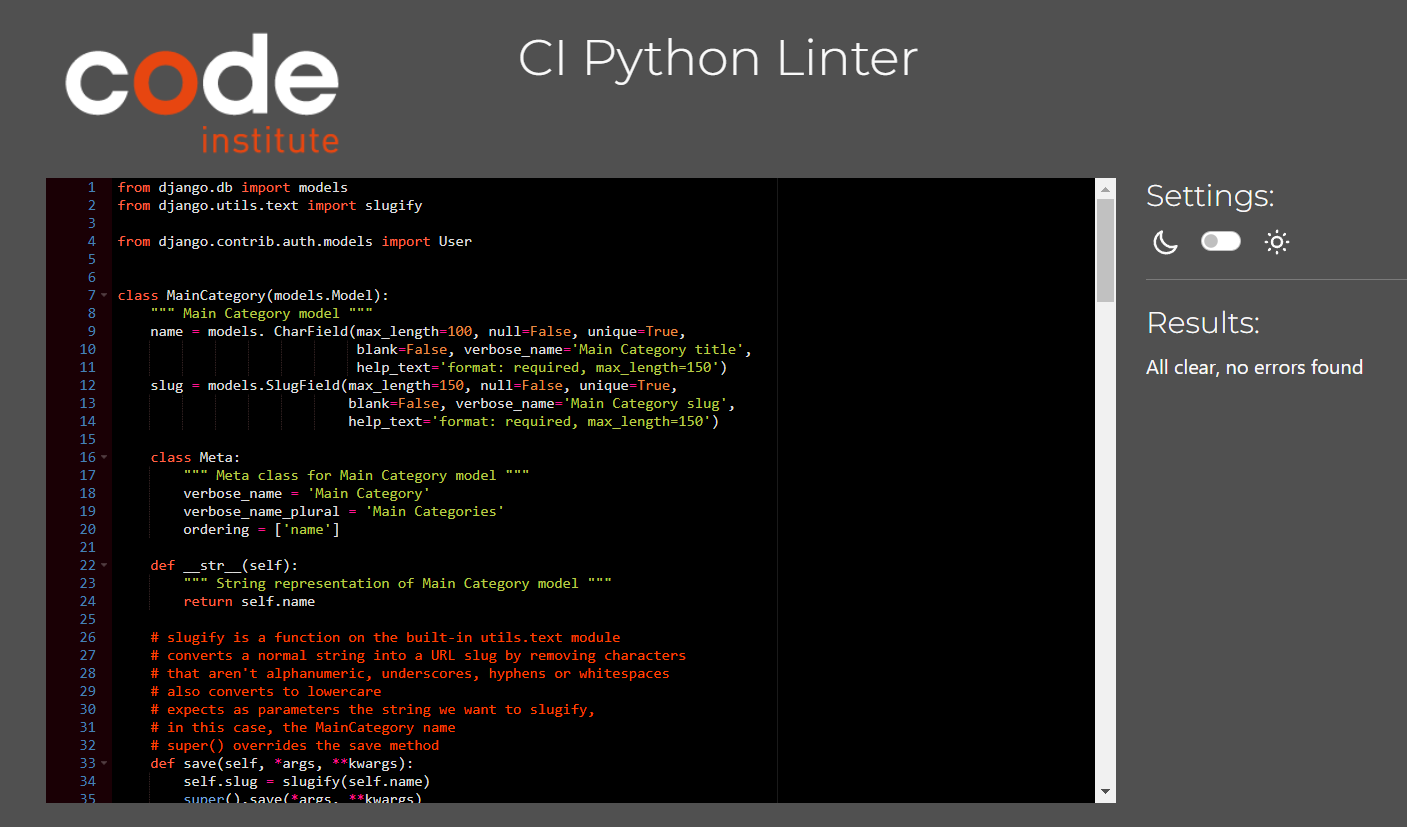 code
institute
CI Python Linter
1 from django.db import models
2 from django.utils.text import slugify
3
4 from django.contrib.auth.models import User
5
6
7 class MainCategory(models.Model):
8     """ Main Category model """
9     name = models. CharField(max_length=100, null=False, unique=True,
10                             blank=False, verbose_name='Main Category title',
11                             help_text='format: required, max_length=150')
12    slug = models.SlugField(max_length=150, null=False, unique=True,
13                            blank=False, verbose_name='Main Category slug',
14                            help_text='format: required, max_length=150')
15
16    class Meta:
17        """ Meta class for Main Category model """
18        verbose_name = 'Main Category'
19        verbose_name_plural = 'Main Categories'
20        ordering = ['name']
21
22    def __str__(self):
23        """ String representation of Main Category model """
24        return self.name
25
26    # slugify is a function on the built-in utils.text module
27    # converts a normal string into a URL slug by removing characters
28    # that aren't alphanumeric, underscores, hyphens or whitespaces
29    # also converts to lowercare
30    # expects as parameters the string we want to slugify,
31    # in this case, the MainCategory name
32    # super() overrides the save method
33    def save(self, *args, **kwargs):
34        self.slug = slugify(self.name)
35        super().save(*args, **kwargs)
Settings:
Results:
All clear, no errors found